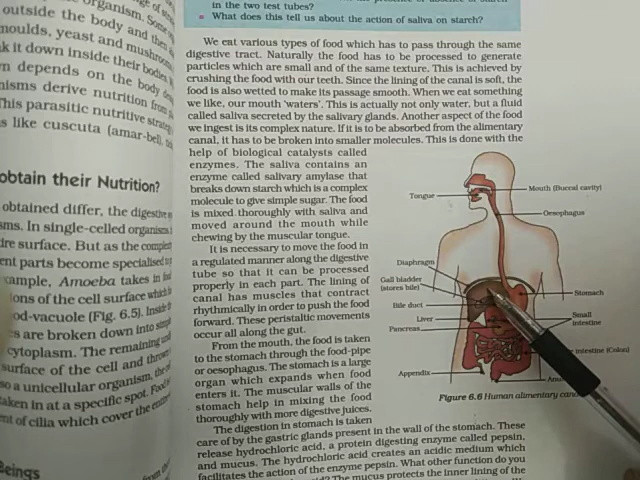 outside the body and then
moulds, yeast and mushrooms
k it down inside their bodies
n depends on the body
nisms derive nutrition from
This parasitic nutritive strategy
s like cuscuta (amar-bel),
obtain their Nutrition?
obtained differ, the digestive
sms. In single-celled organisms
ire surface. But as the
ent parts become specialised
xample, Amoeba takes in
ions of the cell surface which
od-vacuole (Fig. 6.5). Inside
s are broken down into
cytoplasm. The remaining
surface of the cell and
so a unicellular organism, the
taken in at a specific spot. Food
ent of cilia which cover the
Beings
in the two test tubes?
What does this tell us about the action of saliva on starch?
We eat various types of food which has to pass through the same
digestive tract. Naturally the food has to be processed to generate
particles which are small and of the same texture. This is achieved by
crushing the food with our teeth. Since the lining of the canal is soft, the
food is also wetted to make its passage smooth. When we eat something
we like, our mouth 'waters'. This is actually not only water, but a fluid
called saliva secreted by the salivary glands. Another aspect of the food
we ingest is its complex nature. If it is to be absorbed from the alimentary
canal, it has to be broken into smaller molecules. This is done with the
help of biological catalysts called
enzymes. The saliva contains an
enzyme called salivary amylase that
breaks down starch which is a complex
molecule to give simple sugar. The food
is mixed thoroughly with saliva and
moved around the mouth while
chewing by the muscular tongue.
It is necessary to move the food in
a regulated manner along the digestive
tube so that it can be processed
properly in each part. The lining of
canal has muscles that contract
rhythmically in order to push the food
forward. These peristaltic movements
occur all along the gut.
From the mouth, the food is taken
to the stomach through the food-pipe
or oesophagus. The stomach is a large
organ which expands when food
enters it. The muscular walls of the
stomach help in mixing the food
thoroughly with more digestive juices.
The digestion in stomach is taken
care of by the gastric glands present in the wall of the stomach. These
release hydrochloric acid, a protein digesting enzyme called pepsin,
and mucus. The hydrochloric acid creates an acidic medium which
facilitates the action of the enzyme pepsin. What other function do you
acid? The mucus protects the inner lining of the
Tongue
Mouth (Buccal cavity)
Oesophagus
Diaphragm
Gall bladder
(stores bile)
Bile duct
Liver
Pancreas
Appendix
Stomach
Small
intestine
intestine (Colon)
Figure 6.6 Human alimentary